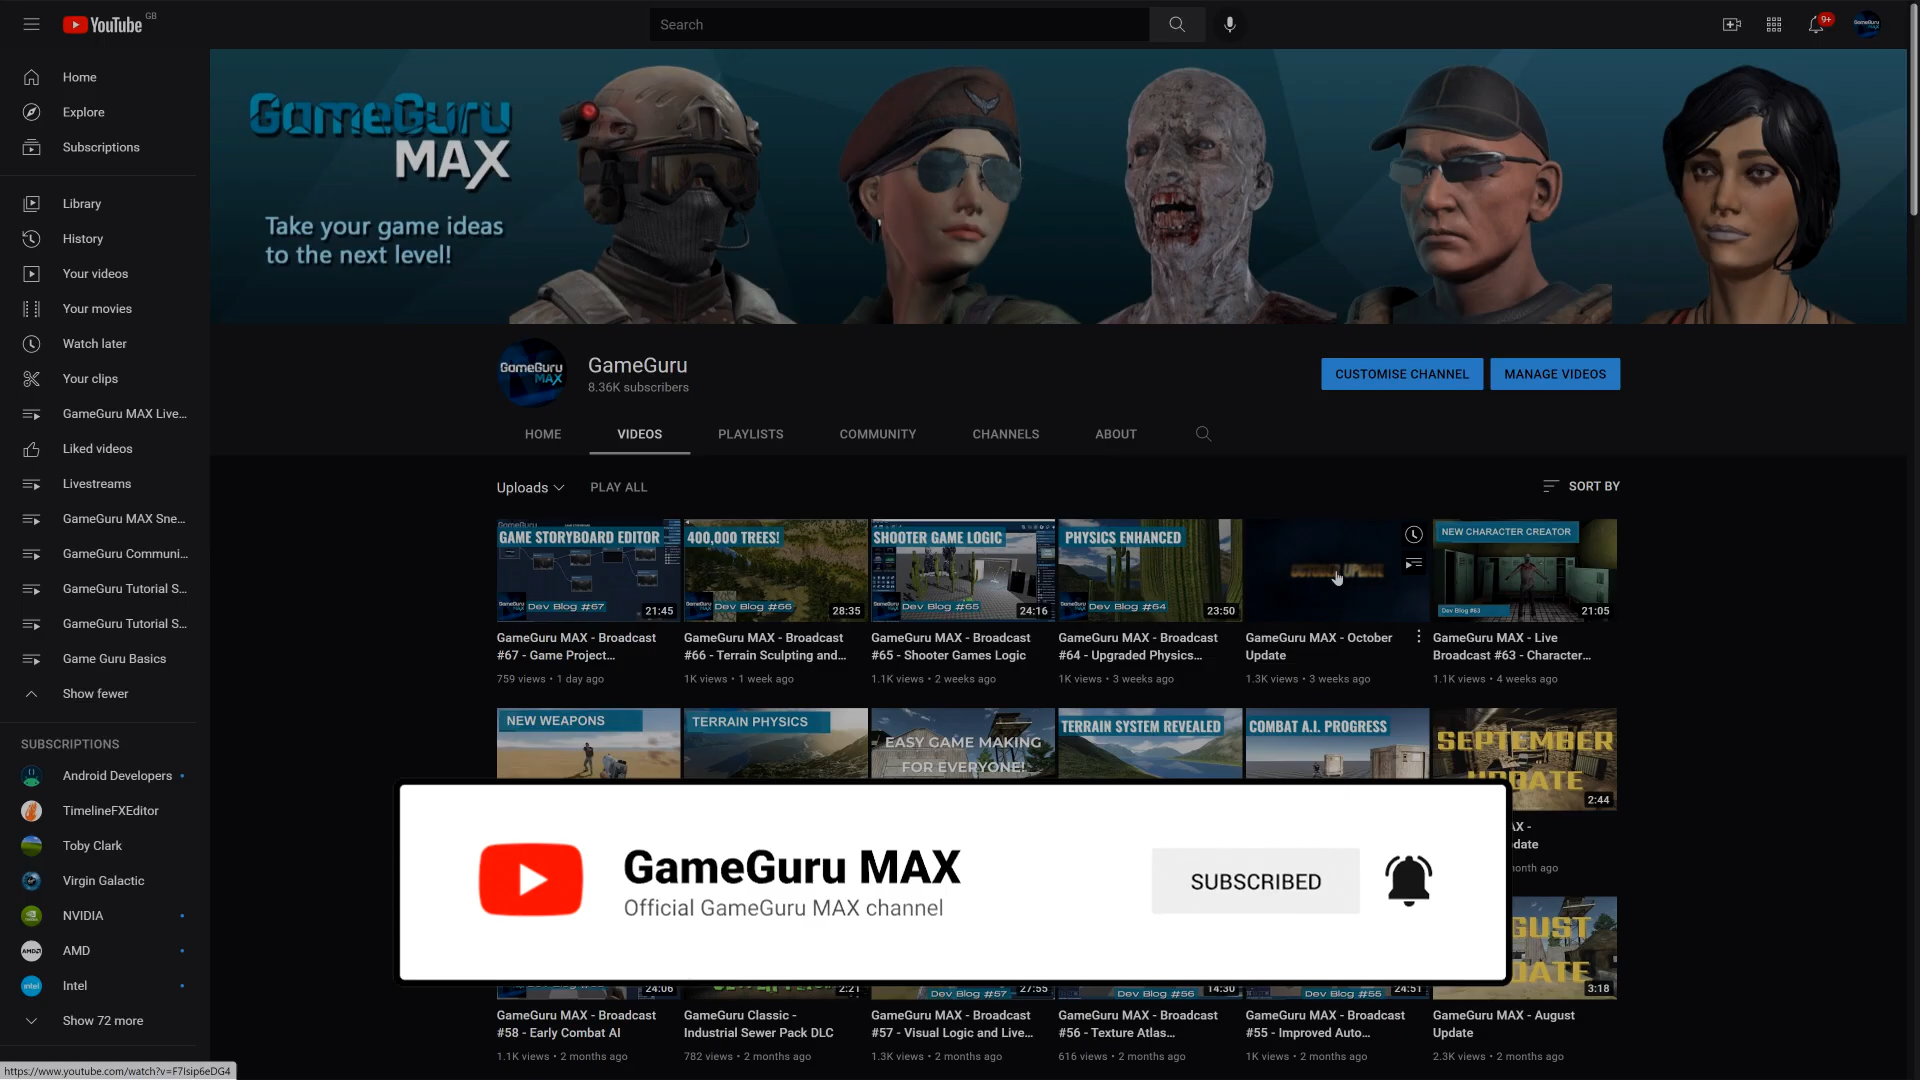 YouTube GB
Search
9+
Home
Explore
Subscriptions
Library
History
Your videos
Your movies
Watch later
Your clips
GameGuru MAX Live...
Liked videos
Livestreams
GameGuru MAX Sne...
GameGuru Communi...
GameGuru Tutorial S...
GameGuru Tutorial S...
Game Guru Basics
Show fewer
SUBSCRIPTIONS
Android Developers
TimelineFXEditor
Toby Clark
Virgin Galactic
NVIDIA
AMD
Intel
Show 72 more
https://www.youtube.com/watch?v=F7Isip6eDG4
GameGuru
MAX
Take your game ideas
to the next level!
GameGuru
MAX
GameGuru
8.36K subscribers
CUSTOMISE CHANNEL
MANAGE VIDEOS
HOME
VIDEOS
PLAYLISTS
COMMUNITY
CHANNELS
ABOUT
Uploads
PLAY ALL
SORT BY
GAME STORYBOARD EDITOR
Dev Blog #67
21:45
GameGuru MAX - Broadcast
#67 - Game Project...
759 views • 1 day ago
400,000 TREES!
Dev Blog #66
28:35
GameGuru MAX - Broadcast
#66 - Terrain Sculpting and...
1K views • 1 week ago
SHOOTER GAME LOGIC
Dev Blog #65
24:16
GameGuru MAX - Broadcast
#65 - Shooter Games Logic
1.1K views • 2 weeks ago
PHYSICS ENHANCED
Dev Blog #64
23:50
GameGuru MAX - Broadcast
#64 - Upgraded Physics...
1K views • 3 weeks ago
OCTOBER UPDATE
GameGuru MAX - October
Update
1.3K views • 3 weeks ago
NEW CHARACTER CREATOR
Dev Blog #63
21:05
GameGuru MAX - Live
Broadcast #63 - Character...
1.1K views • 4 weeks ago
NEW WEAPONS
TERRAIN PHYSICS
EASY GAME MAKING
FOR EVERYONE!
TERRAIN SYSTEM REVEALED
COMBAT A.I. PROGRESS
SEPTEMBER
UPDATE
2:44
AX -
date
onth ago
GameGuru MAX
Official GameGuru MAX channel
SUBSCRIBED
24:06
GameGuru MAX - Broadcast
#58 - Early Combat AI
1.1K views • 2 months ago
2:21
GameGuru Classic -
Industrial Sewer Pack DLC
782 views • 2 months ago
Dev Blog #57
27:55
GameGuru MAX - Broadcast
#57 - Visual Logic and Live...
1.3K views • 2 months ago
Dev Blog #56
14:30
GameGuru MAX - Broadcast
#56 - Texture Atlas...
616 views • 2 months ago
Dev Blog #55
24:51
GameGuru MAX - Broadcast
#55 - Improved Auto...
1K views • 2 months ago
GUST
DATE
3:18
GameGuru MAX - August
Update
2.3K views • 2 months ago